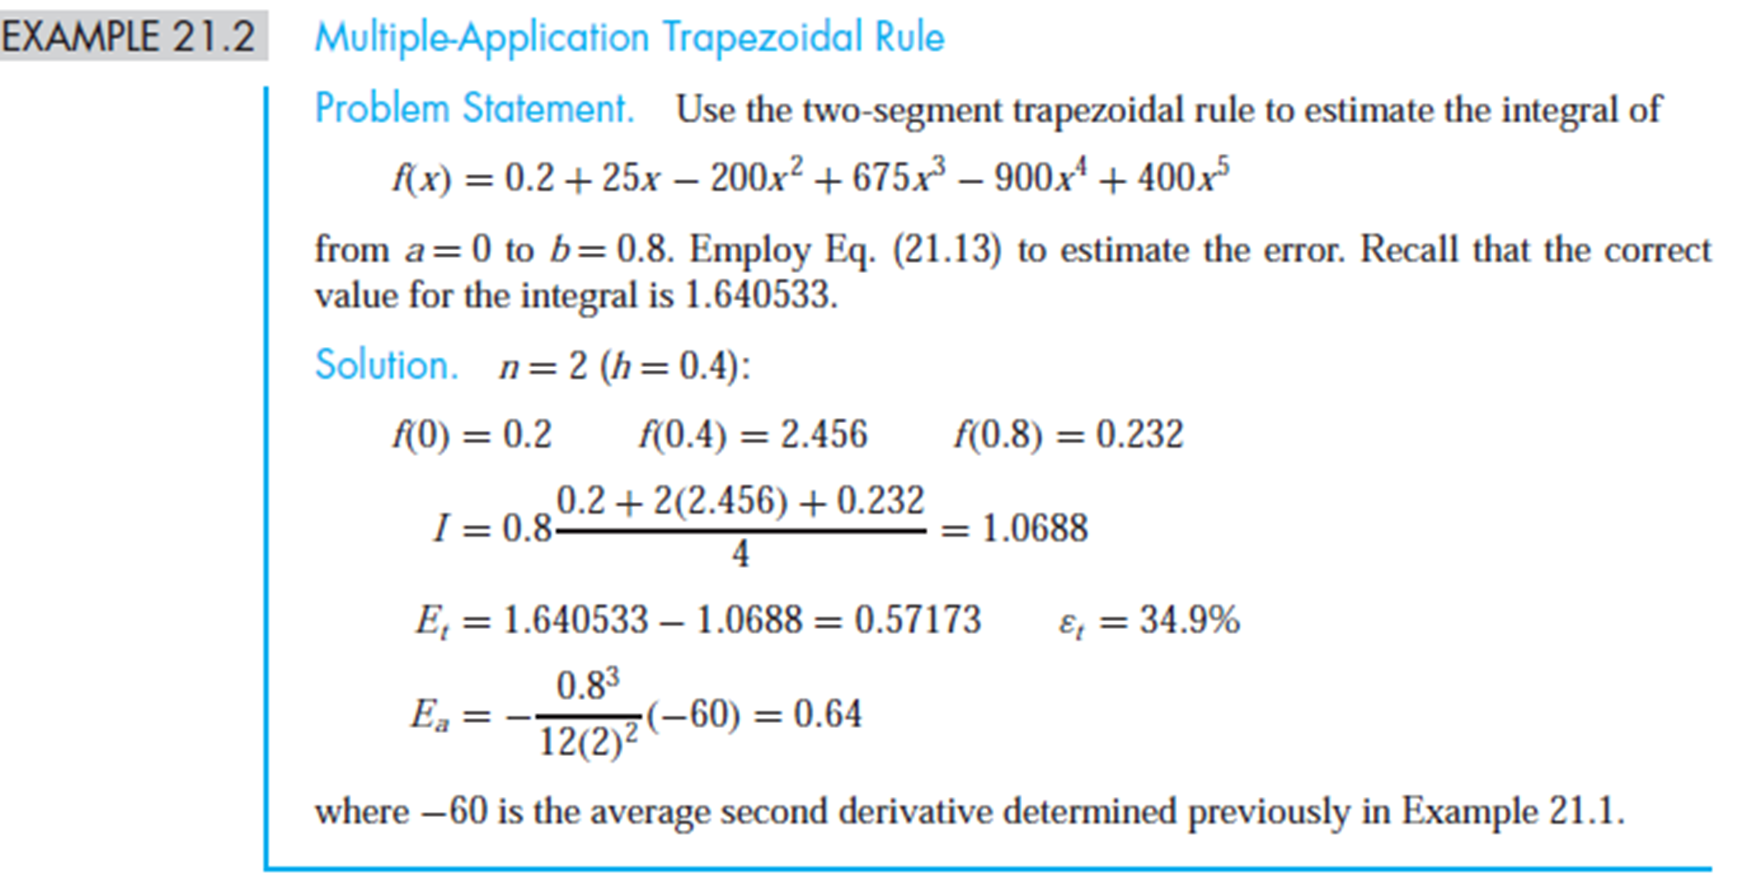 EXAMPLE 21.2 Multiple-Application Trapezoidal Rule
Problem Statement. Use the two-segment trapezoidal rule to estimate the integral of
f(x) = 0.2 + 25x − 200x² + 675x³ − 900x⁴ + 400x⁵
from a = 0 to b = 0.8. Employ Eq. (21.13) to estimate the error. Recall that the correct
value for the integral is 1.640533.
Solution. n = 2 (h = 0.4):
f(0) = 0.2 f(0.4) = 2.456 f(0.8) = 0.232
I = 0.8 (0.2 + 2(2.456) + 0.232)/4 = 1.0688
Eₜ = 1.640533 − 1.0688 = 0.57173 εₜ = 34.9%
Eₐ = −0.8³/12(2)² (−60) = 0.64
where −60 is the average second derivative determined previously in Example 21.1.